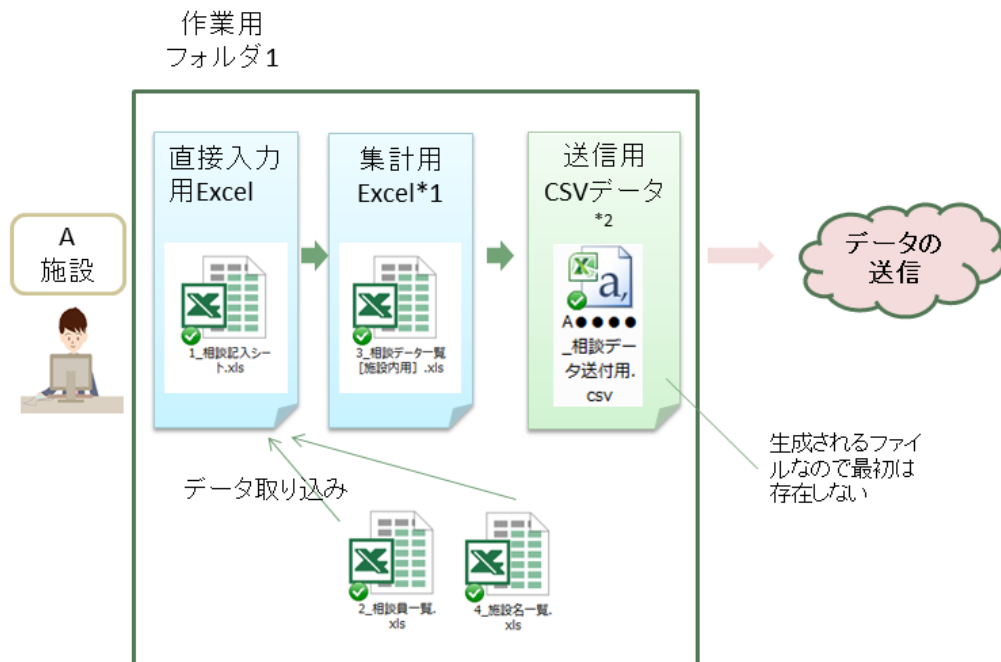 作業用
フォルダ1
直接入力
用Excel
集計用
Excel*1
送信用
CSVデータ
*2
A
施設
1_相談記入シー
ト.xls
3_相談データ一覧
[施設内用] .xls
a,
A●●●●
_相談デー
タ送付用.
csv
データの
送信
データ取り込み
生成されるファイ
ルなので最初は
存在しない
2_相談員一覧.
xls
4_施設名一覧.
xls